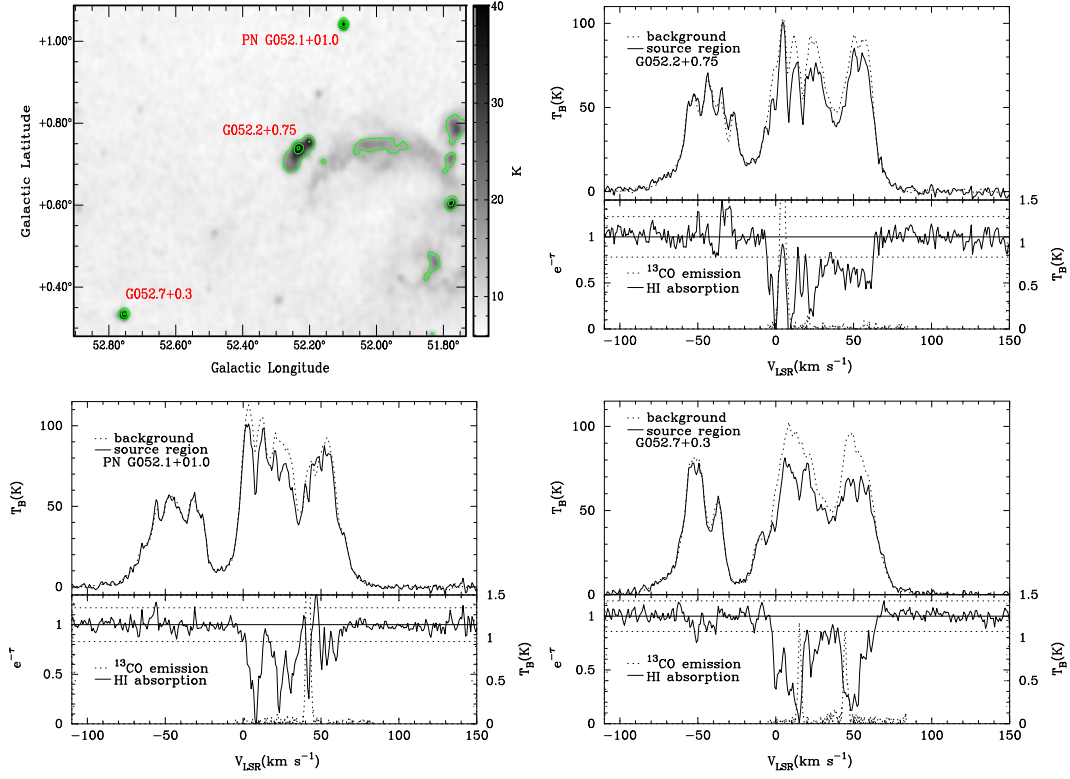 +1.00°
+0.80°
+0.60°
+0.40°
Galactic Latitude
52.80° 52.60° 52.40° 52.20° 52.00° 51.80°
Galactic Longitude
PN G052.1+01.0
G052.2+0.75
G052.7+0.3
40
30
20
10
K
100
50
0
T_B(K)
background
source region
G052.2+0.75
1
0.5
0
e^-τ
1.5
1
0.5
0
T_B(K)
¹³CO emission
HI absorption
-100 -50 0 50 100 150
V_LSR(km s⁻¹)
100
50
0
T_B(K)
background
source region
PN G052.1+01.0
1
0.5
0
e^-τ
1.5
1
0.5
0
T_B(K)
¹³CO emission
HI absorption
-100 -50 0 50 100 150
V_LSR(km s⁻¹)
100
50
0
T_B(K)
background
source region
G052.7+0.3
1
0.5
0
e^-τ
1.5
1
0.5
0
T_B(K)
¹³CO emission
HI absorption
-100 -50 0 50 100 150
V_LSR(km s⁻¹)